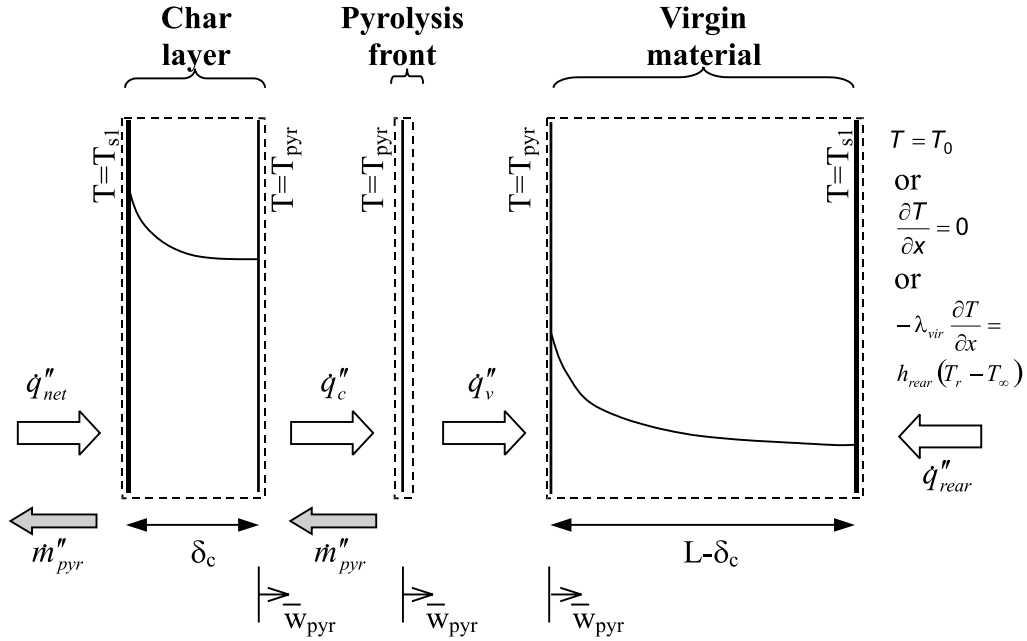 Char
layer
Pyrolysis
front
Virgin
material
T=T_s1
T=T_pyr
T=T_pyr
T=T_pyr
T=T_s1
T = T_0
or
∂T/∂x = 0
or
−λ_vir ∂T/∂x =
h_rear (T_r − T_∞)
q̇″_net
q̇″_c
q̇″_v
q̇″_rear
ṁ″_pyr
δ_c
ṁ″_pyr
L-δ_c
w̅_pyr
w̅_pyr
w̅_pyr